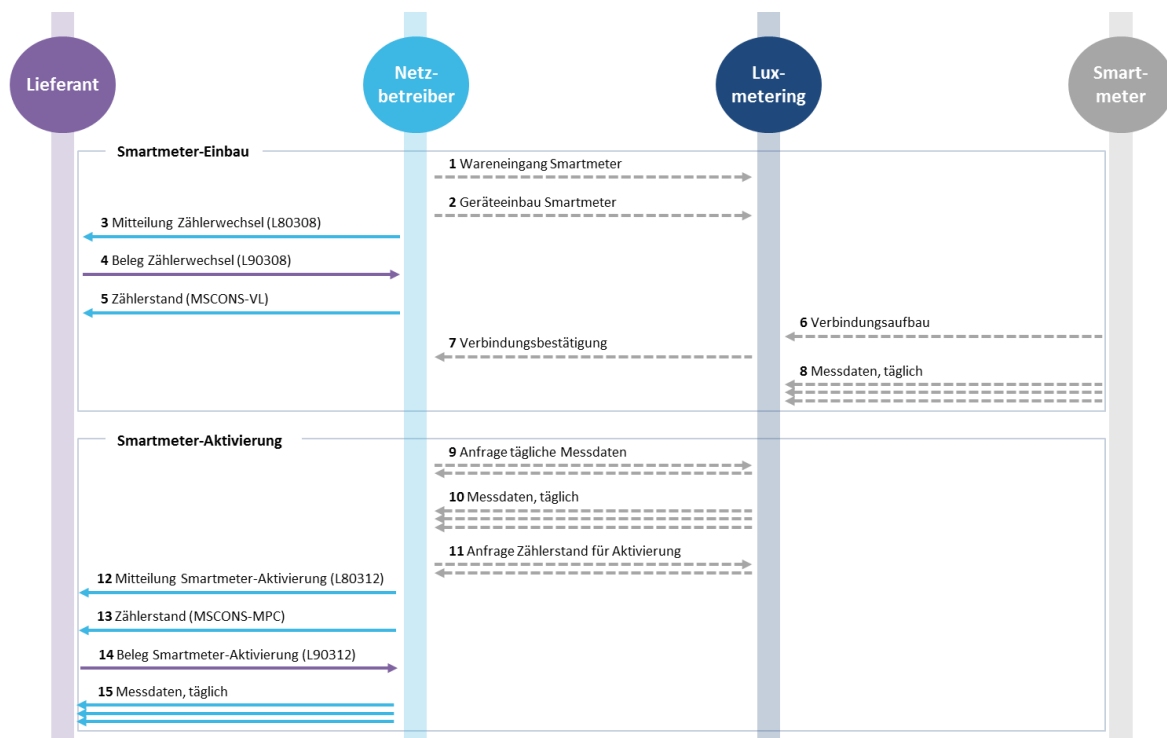 Lieferant
Netz-
betreiber
Lux-
metering
Smart-
meter
Smartmeter-Einbau
1 Wareneingang Smartmeter
2 Geräteeinbau Smartmeter
3 Mitteilung Zählerwechsel (L80308)
4 Beleg Zählerwechsel (L90308)
5 Zählerstand (MSCONS-VL)
6 Verbindungsaufbau
7 Verbindungsbestätigung
8 Messdaten, täglich
Smartmeter-Aktivierung
9 Anfrage tägliche Messdaten
10 Messdaten, täglich
11 Anfrage Zählerstand für Aktivierung
12 Mitteilung Smartmeter-Aktivierung (L80312)
13 Zählerstand (MSCONS-MPC)
14 Beleg Smartmeter-Aktivierung (L90312)
15 Messdaten, täglich